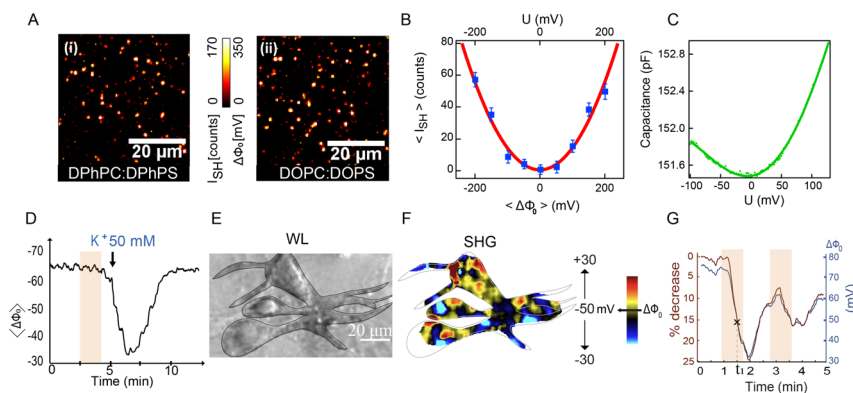 A
(i)
20 µm
DPhPC:DPhPS
0 170
I_SH[counts]
0 350
ΔΦ₀[mV]
(ii)
20 µm
DOPC:DOPS
B
U (mV)
-200 0 200
80
60
40
20
0
< I_SH > (counts)
-200 0 200
< ΔΦ₀ > (mV)
C
Capacitance (pF)
152.8
152.4
152.0
151.6
-100 -50 0 50 100
U (mV)
D
K⁺ 50 mM
-70
-60
-50
-40
-30
⟨ΔΦ₀⟩
0 5 10
Time (min)
E
WL
20 µm
F
SHG
+30
-50 mV
-30
ΔΦ₀
G
% decrease
0
5
10
15
20
25
ΔΦ₀
80
70
60
50
40
30
mV
0 1 t₁ 2 3 4 5
Time (min)